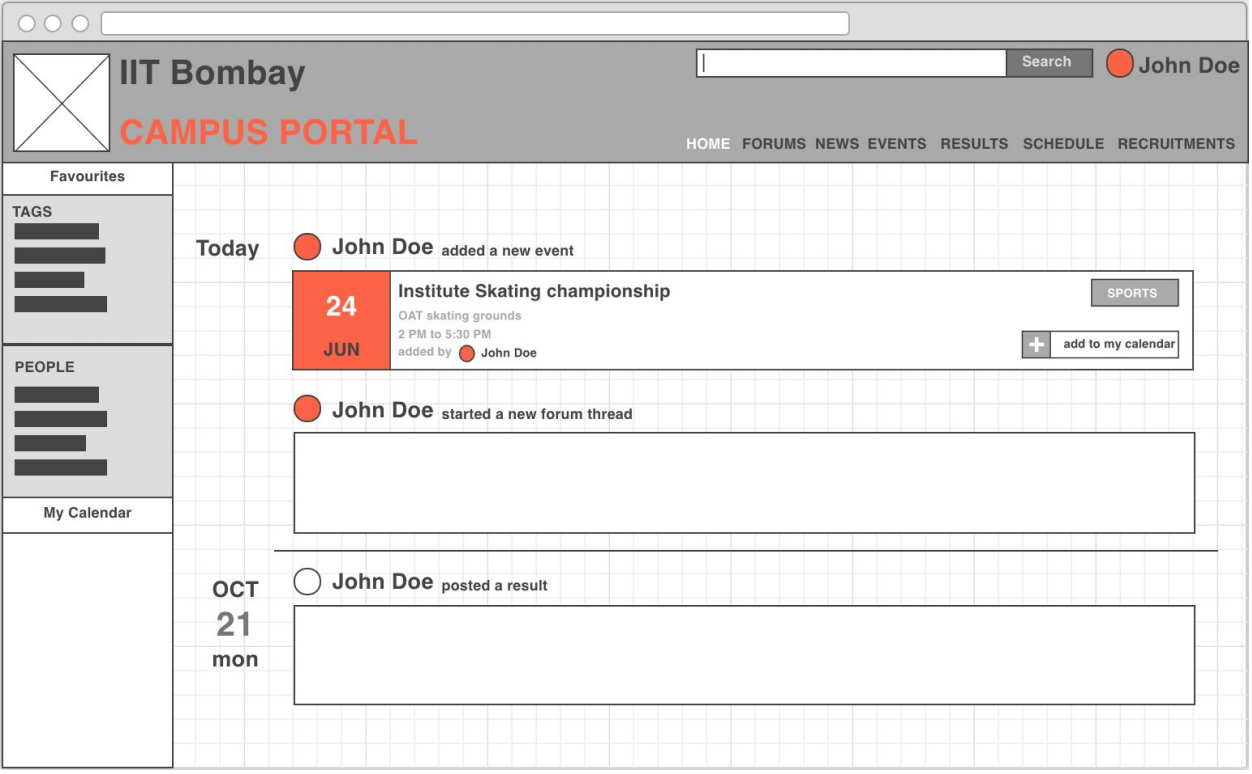 IIT Bombay
CAMPUS PORTAL
Search
John Doe
HOME FORUMS NEWS EVENTS RESULTS SCHEDULE RECRUITMENTS
Favourites
TAGS
PEOPLE
My Calendar
Today
John Doe added a new event
24
JUN
Institute Skating championship
OAT skating grounds
2 PM to 5:30 PM
added by John Doe
SPORTS
+ add to my calendar
John Doe started a new forum thread
OCT
21
mon
John Doe posted a result